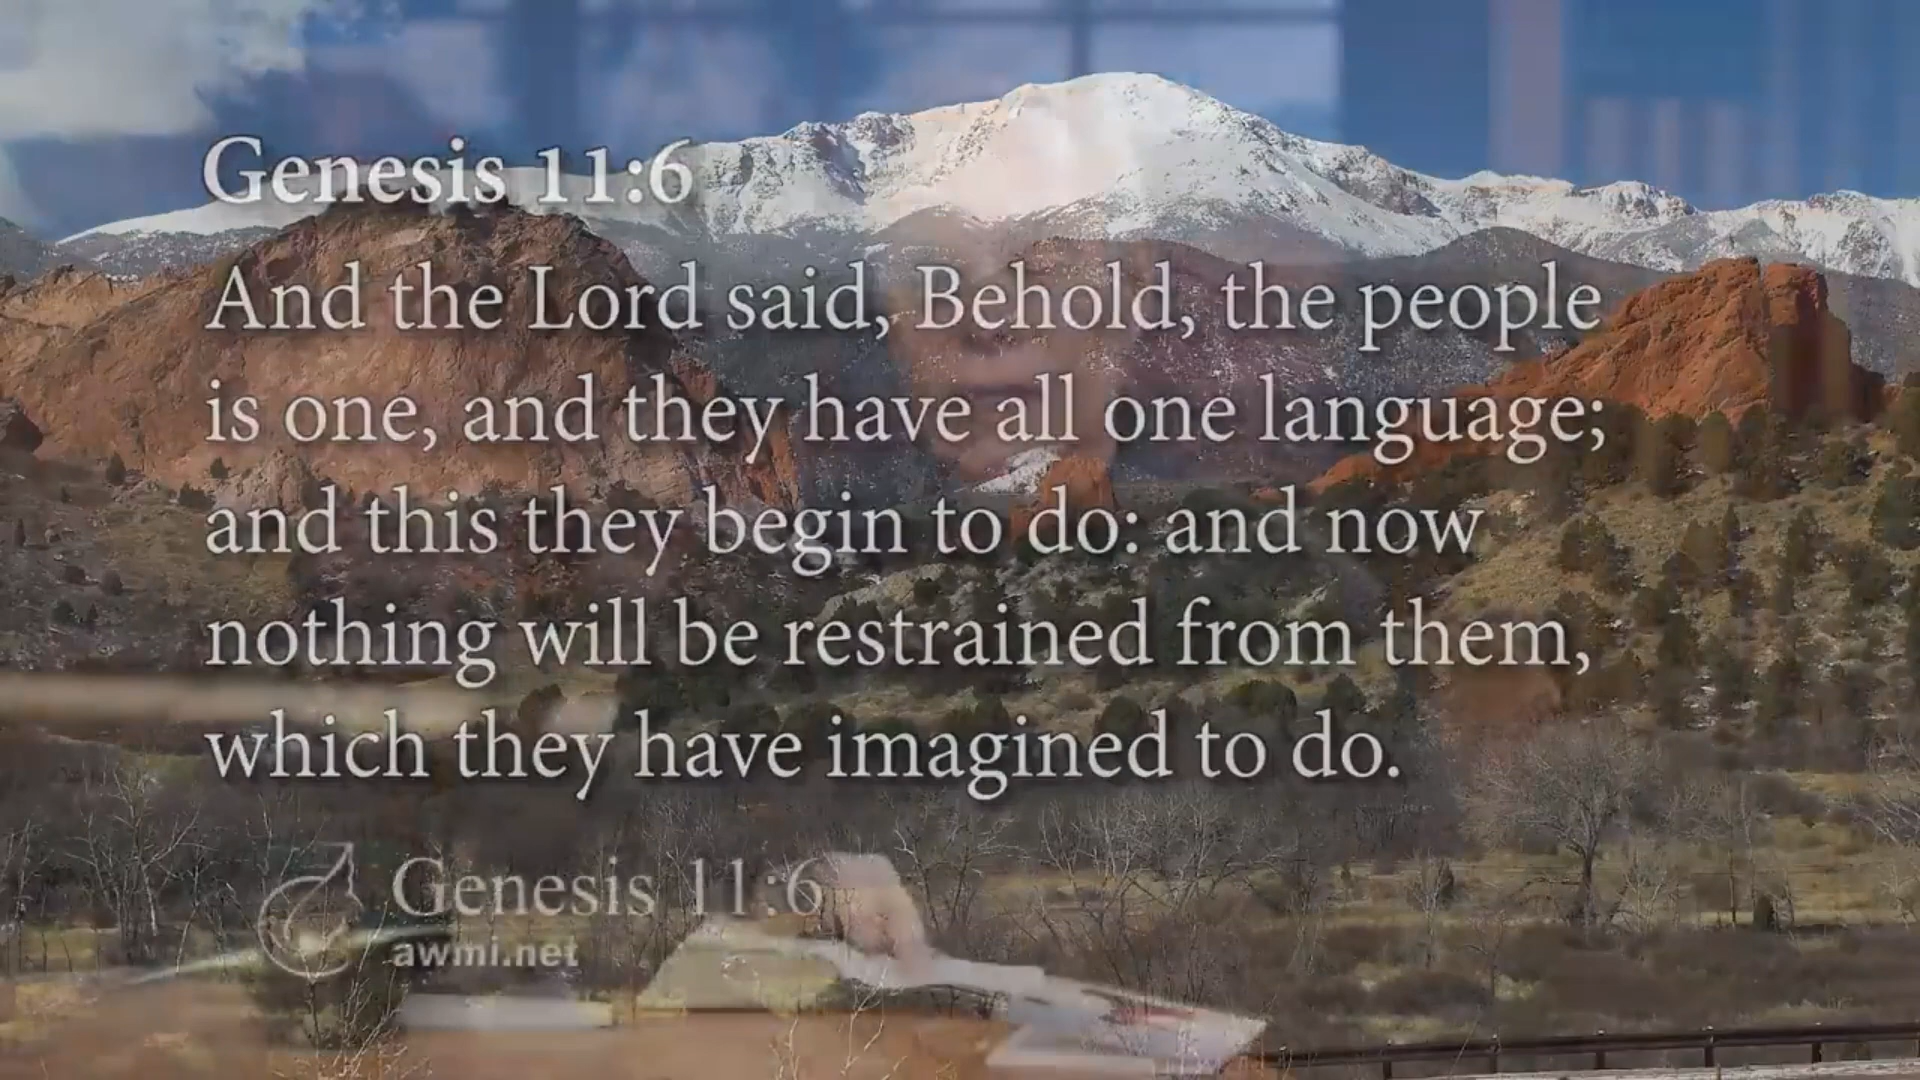 Genesis 11:6
And the Lord said, Behold, the people
is one, and they have all one language;
and this they begin to do: and now
nothing will be restrained from them,
which they have imagined to do.
Genesis 11:6
awmi.net